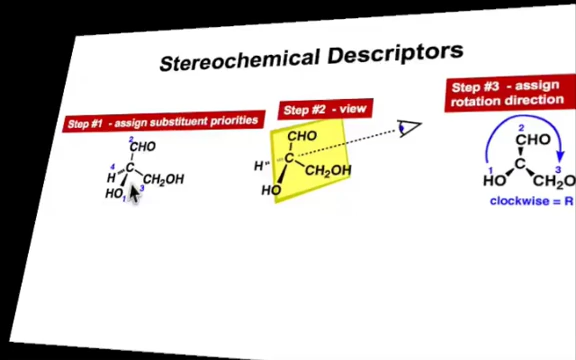 Stereochemical Descriptors
Step #1 - assign substituent priorities
2
CHO
4
C
H
CH₂OH
HO
1
3
Step #2 - view
CHO
C
H"
CH₂OH
HO
Step #3 - assign
rotation direction
2
CHO
1
C
3
HO
CH₂O
clockwise = R